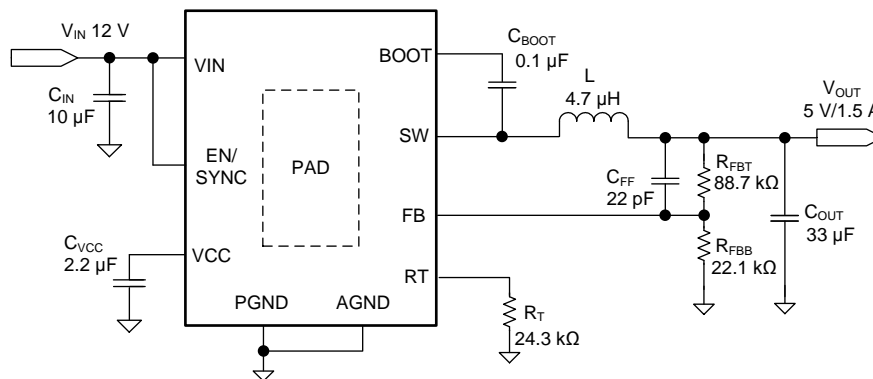 V_IN 12 V
C_IN
10 µF
VIN
EN/
SYNC
C_VCC
2.2 µF
VCC
PGND
AGND
PAD
BOOT
SW
FB
RT
C_BOOT
0.1 µF
L
4.7 µH
C_FF
22 pF
R_FBT
88.7 kΩ
R_FBB
22.1 kΩ
R_T
24.3 kΩ
V_OUT
5 V/1.5 A
C_OUT
33 µF